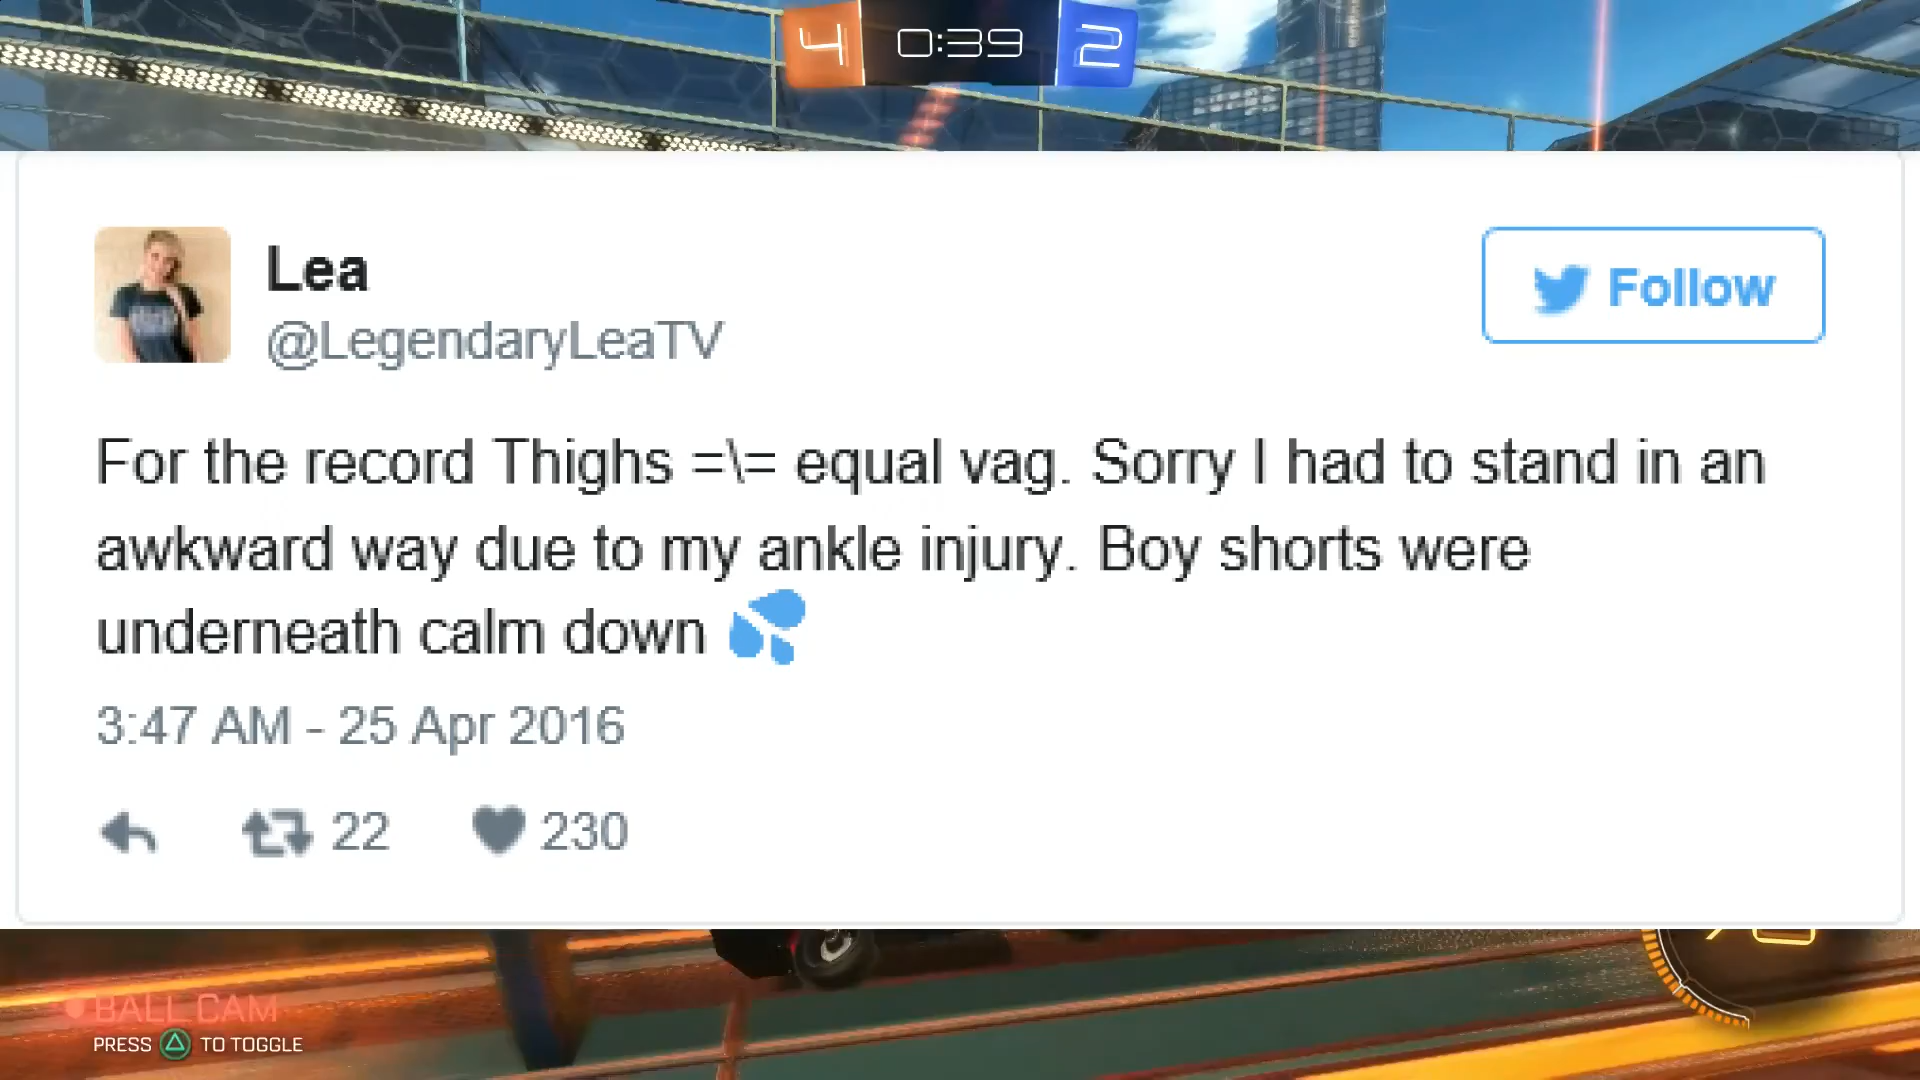 4 0:39 2
Lea
@LegendaryLeaTV
Follow
For the record Thighs =\= equal vag. Sorry I had to stand in an
awkward way due to my ankle injury. Boy shorts were
underneath calm down
3:47 AM - 25 Apr 2016
22 230
BALL CAM
PRESS TO TOGGLE